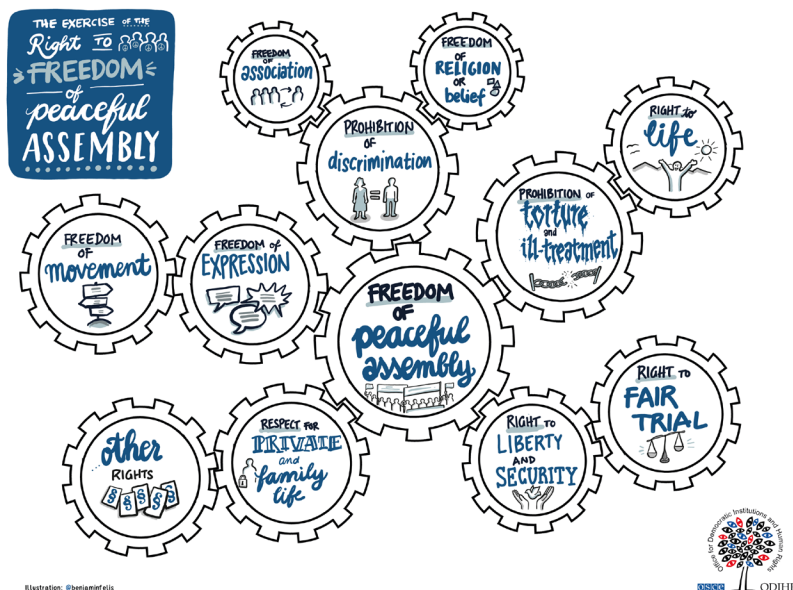 THE EXERCISE OF THE
Right TO
FREEDOM
of
peaceful
ASSEMBLY
FREEDOM
OF
association
FREEDOM
OF
RELIGION
OR
belief
PROHIBITION
OF
discrimination
RIGHT to
life
PROHIBITION OF
torture
and
ill-treatment
FREEDOM
OF
movement
FREEDOM of
EXPRESSION
FREEDOM
OF
peaceful
assembly
RIGHT TO
FAIR
TRIAL
other
RIGHTS
§ § § § §
RESPECT FOR
PRIVATE
and
family
life
RIGHT TO
LIBERTY
AND
SECURITY
Office for Democratic Institutions and Human Rights
osce ODIHR
Illustration: @benjaminfelis